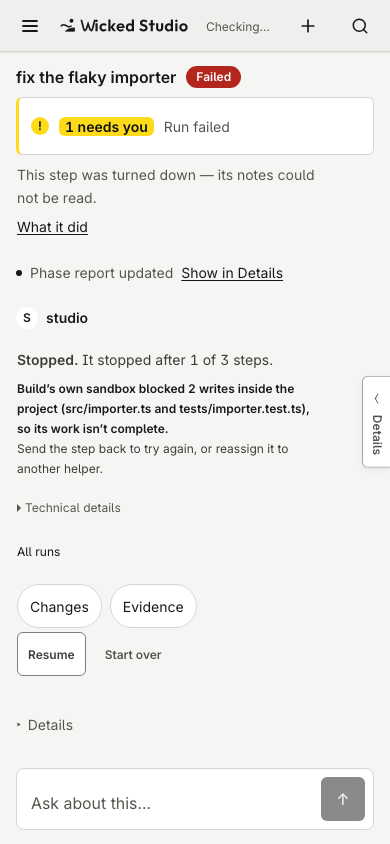 Wicked Studio Checking...
fix the flaky importer Failed
! 1 needs you Run failed
This step was turned down — its notes could
not be read.
What it did
Phase report updated Show in Details
S studio
Stopped. It stopped after 1 of 3 steps.
Build’s own sandbox blocked 2 writes inside the
project (src/importer.ts and tests/importer.test.ts),
so its work isn’t complete.
Send the step back to try again, or reassign it to
another helper.
Details
Technical details
All runs
Changes Evidence
Resume Start over
Details
Ask about this...